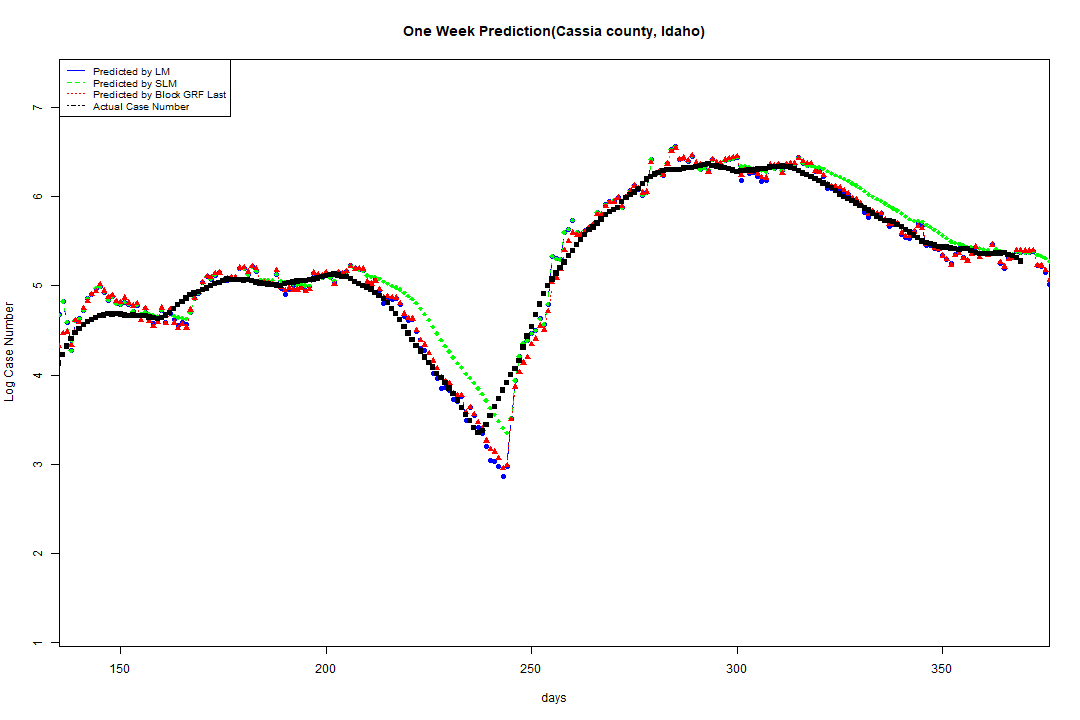 One Week Prediction(Cassia county, Idaho)
Predicted by LM
Predicted by SLM
Predicted by Block GRF Last
Actual Case Number
7
6
5
4
3
2
1
Log Case Number
150 200 250 300 350
days